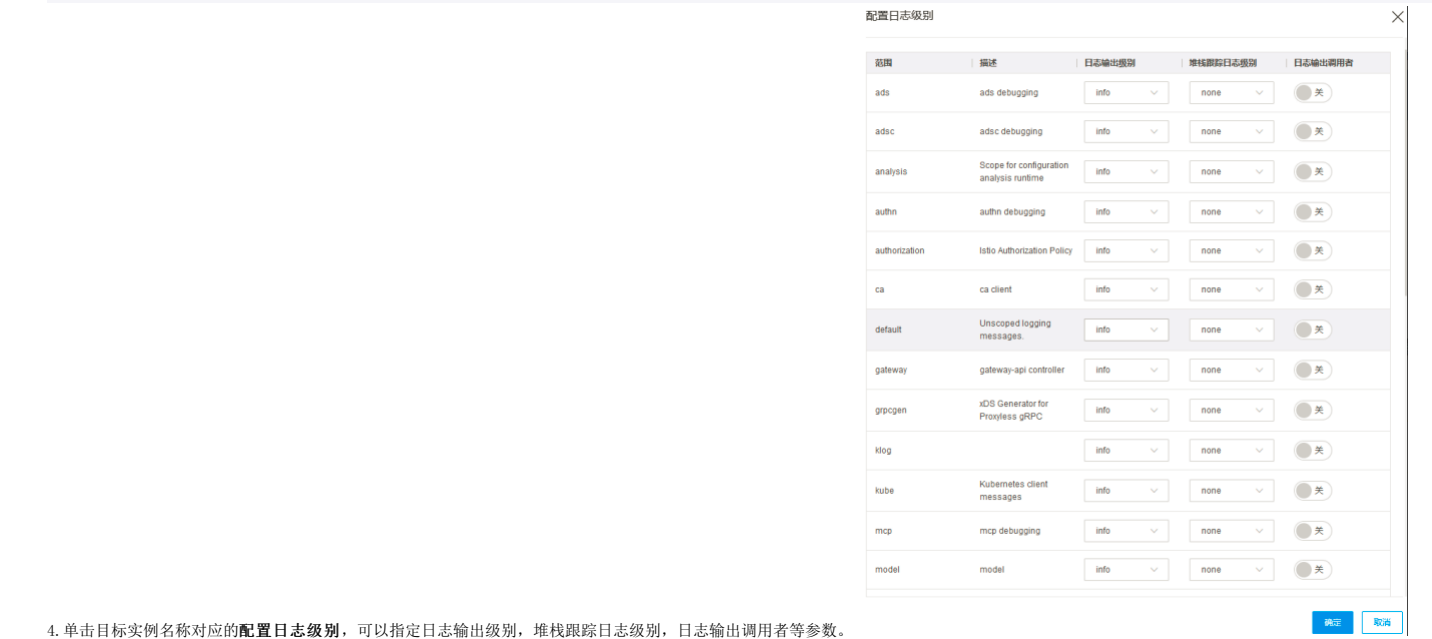 配置日志级别
范围 描述 日志输出级别 堆栈跟踪日志级别 日志输出调用者
ads ads debugging info none 关
adsc adsc debugging info none 关
analysis Scope for configuration analysis runtime info none 关
authn authn debugging info none 关
authorization Istio Authorization Policy info none 关
ca ca client info none 关
default Unscoped logging messages. info none 关
gateway gateway-api controller info none 关
grpcgen xDS Generator for Proxyless gRPC info none 关
klog info none 关
kube Kubernetes client messages info none 关
mcp mcp debugging info none 关
model model info none 关
确定 取消
4. 单击目标实例名称对应的配置日志级别，可以指定日志输出级别，堆栈跟踪日志级别，日志输出调用者等参数。